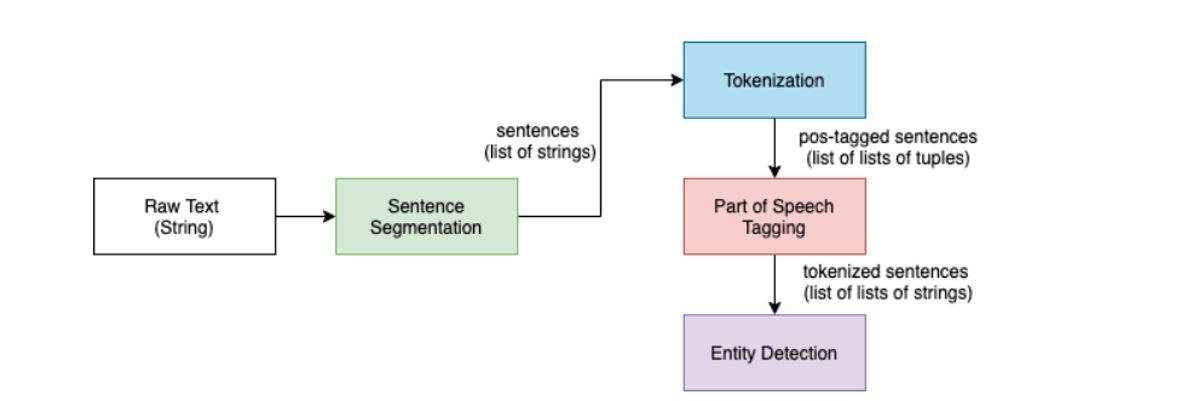 Raw Text
(String)
Sentence
Segmentation
sentences
(list of strings)
Tokenization
pos-tagged sentences
(list of lists of tuples)
Part of Speech
Tagging
tokenized sentences
(list of lists of strings)
Entity Detection